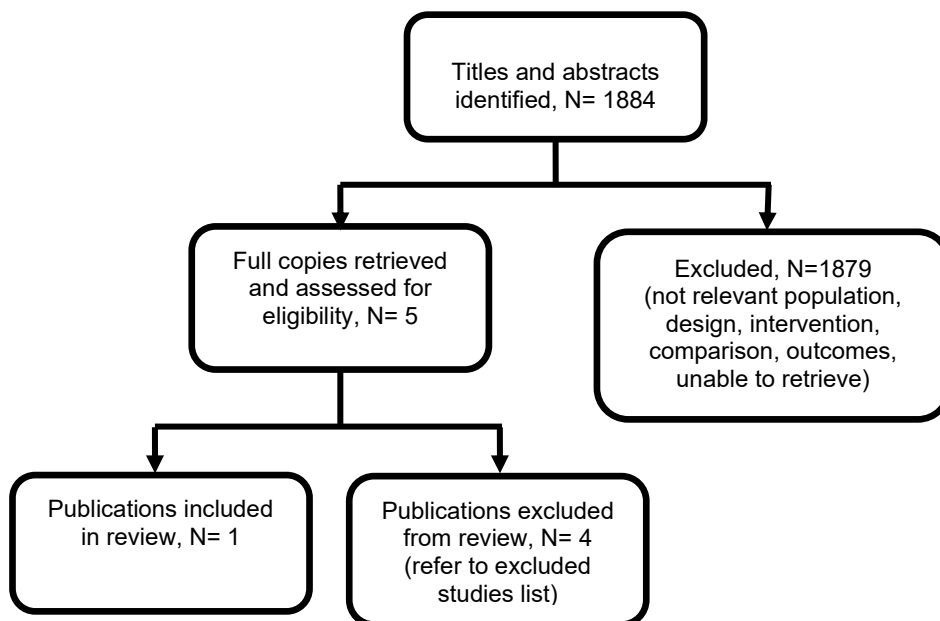 Titles and abstracts
identified, N= 1884
Full copies retrieved
and assessed for
eligibility, N= 5
Excluded, N=1879
(not relevant population,
design, intervention,
comparison, outcomes,
unable to retrieve)
Publications included
in review, N= 1
Publications excluded
from review, N= 4
(refer to excluded
studies list)